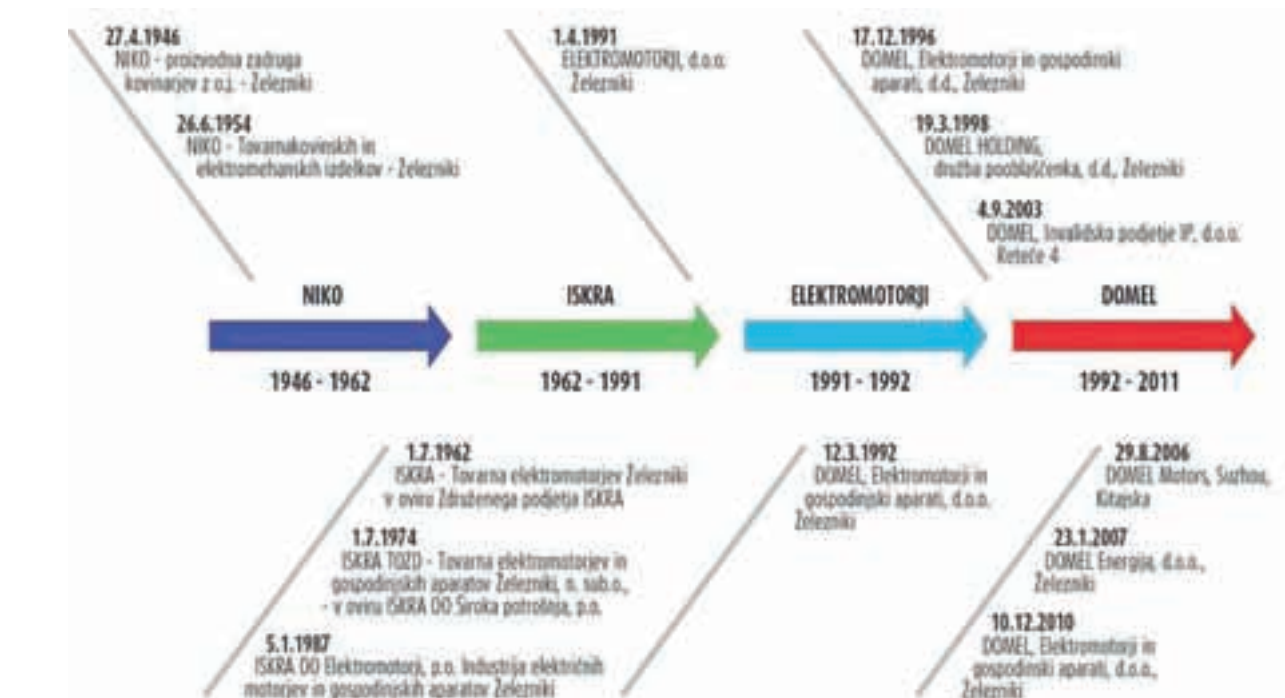 27.4.1946
NIKO - proizvodna zadruga
kovinarjev z o.j. - Železniki
26.6.1954
NIKO - Tovarnakovinskih in
elektromehanskih izdelkov - Železniki
1.4.1991
ELEKTROMOTORJI, d.o.o.
Železniki
17.12.1996
DOMEL, Elektromotorji in gospodinjski
aparati, d.d., Železniki
19.3.1998
DOMEL HOLDING,
družba pooblaščenka, d.d., Železniki
4.9.2003
DOMEL, Invalidsko podjetje IP, d.o.o.
Reteče 4
NIKO
ISKRA
ELEKTROMOTORJI
DOMEL
1946 - 1962
1962 - 1991
1991 - 1992
1992 - 2011
1.7.1962
ISKRA - Tovarna elektromotorjev Železniki
v oviru Združenega podjetja ISKRA
1.7.1974
ISKRA TOZD - Tovarna elektromotorjev in
gospodinjskih aparatov Železniki, n. sub.o.,
- v oviru ISKRA DO Široka potrošnja, p.o.
5.1.1987
ISKRA DO Elektromotorji, p.o. Industrija električnih
motorjev in gospodinjskih aparatov Železniki
12.3.1992
DOMEL, Elektromotorji in
gospodinjski aparati, d.o.o.
Železniki
29.8.2006
DOMEL Motors, Suzhou,
Kitajska
23.1.2007
DOMEL Energija, d.o.o.,
Železniki
10.12.2010
DOMEL, Elektromotorji in
gospodinjski aparati, d.o.o.,
Železniki